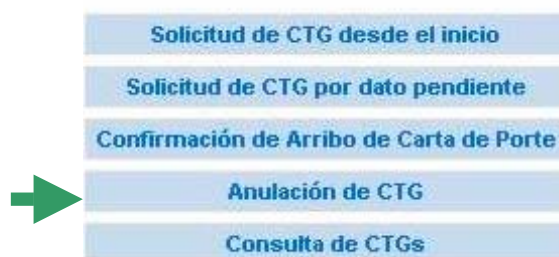 Solicitud de CTG desde el inicio
Solicitud de CTG por dato pendiente
Confirmación de Arribo de Carta de Porte
Anulación de CTG
Consulta de CTGs